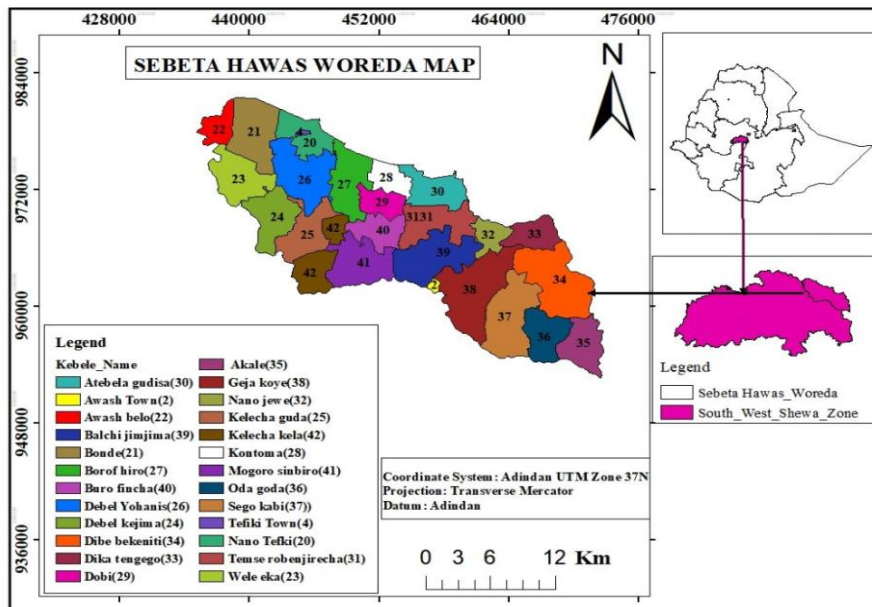 428000 440000 452000 464000 476000
984000
972000
960000
948000
936000
SEBETA HAWAS WOREDA MAP
N
22
21
4
20
23
26
27
28
30
29
24
25
42
40
3131
32
33
42
41
39
2
38
34
37
36
35
Legend
Kebele_Name
Atebela gudisa(30)
Awash Town(2)
Awash belo(22)
Balchi jimjima(39)
Bonde(21)
Borof hiro(27)
Buro fincha(40)
Debel Yohanis(26)
Debel kejima(24)
Dibe bekeniti(34)
Dika tengego(33)
Dobi(29)
Akale(35)
Geja koye(38)
Nano jewe(32)
Kelecha guda(25)
Kelecha kela(42)
Kontoma(28)
Mogoro sinbiro(41)
Oda goda(36)
Sego kabi(37))
Tefiki Town(4)
Nano Tefki(20)
Temse robenjirecha(31)
Wele eka(23)
Coordinate System : Adindan UTM Zone 37N
Projection: Transverse Mercator
Datum : Adindan
0 3 6 12 Km
Legend
Sebeta Hawas_Woreda
South_West_Shewa_Zone